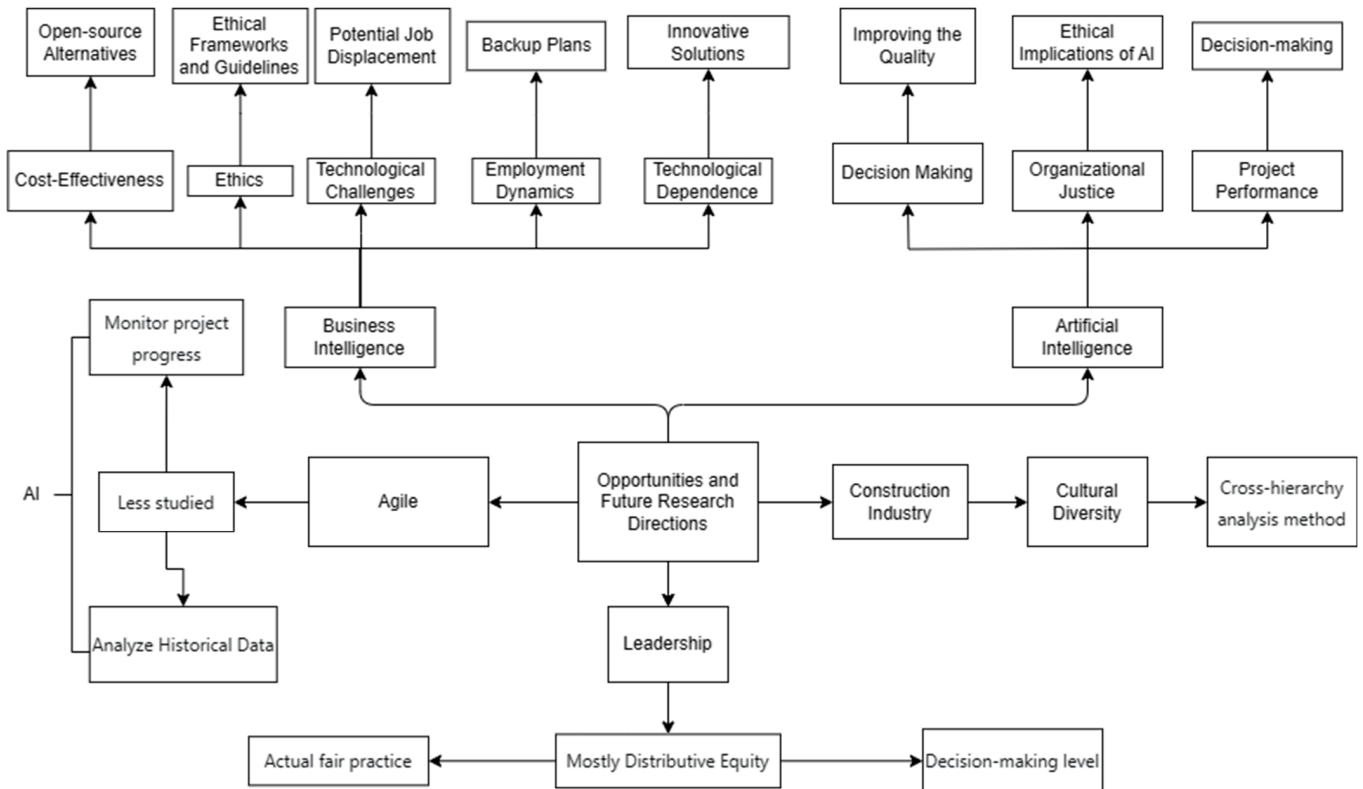 Open-source
Alternatives
Ethical
Frameworks
and Guidelines
Potential Job
Displacement
Backup Plans
Innovative
Solutions
Improving the
Quality
Ethical
Implications of AI
Decision-making
Cost-Effectiveness
Ethics
Technological
Challenges
Employment
Dynamics
Technological
Dependence
Decision Making
Organizational
Justice
Project
Performance
Monitor project
progress
Business
Intelligence
Artificial
Intelligence
AI
Less studied
Agile
Opportunities and
Future Research
Directions
Construction
Industry
Cultural
Diversity
Cross-hierarchy
analysis method
Analyze Historical Data
Leadership
Actual fair practice
Mostly Distributive Equity
Decision-making level